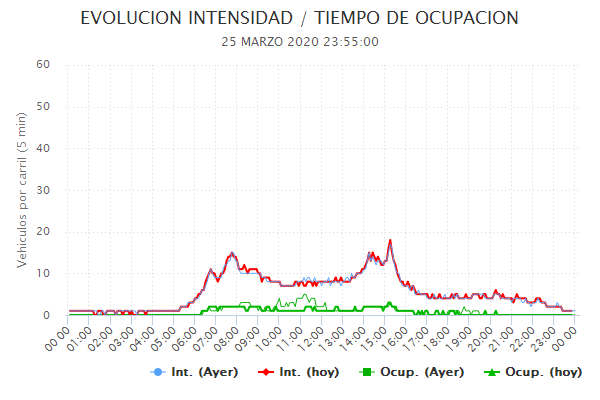 EVOLUCION INTENSIDAD / TIEMPO DE OCUPACION
25 MARZO 2020 23:55:00
Vehiculos por carril (5 min)
60
50
40
30
20
10
0
00:00 01:00 02:00 03:00 04:00 05:00 06:00 07:00 08:00 09:00 10:00 11:00 12:00 13:00 14:00 15:00 16:00 17:00 18:00 19:00 20:00 21:00 22:00 23:00 00:00
Int. (Ayer) Int. (hoy) Ocup. (Ayer) Ocup. (hoy)